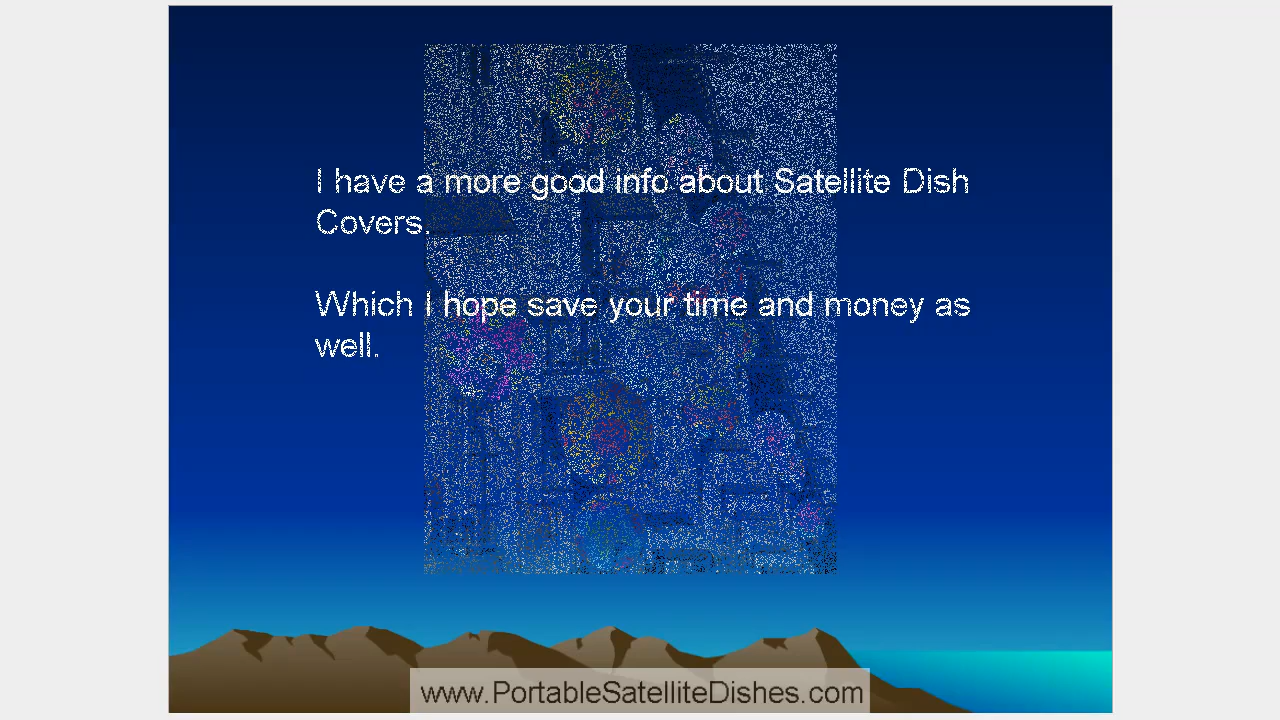 I have a more good info about Satellite Dish
Covers.
Which I hope save your time and money as
well.
www.PortableSatelliteDishes.com